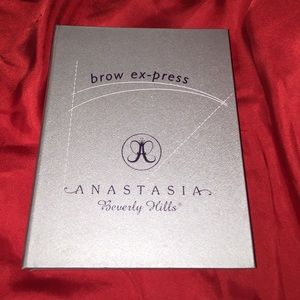 brow ex-press
A
ANASTASIA
Beverly Hills®